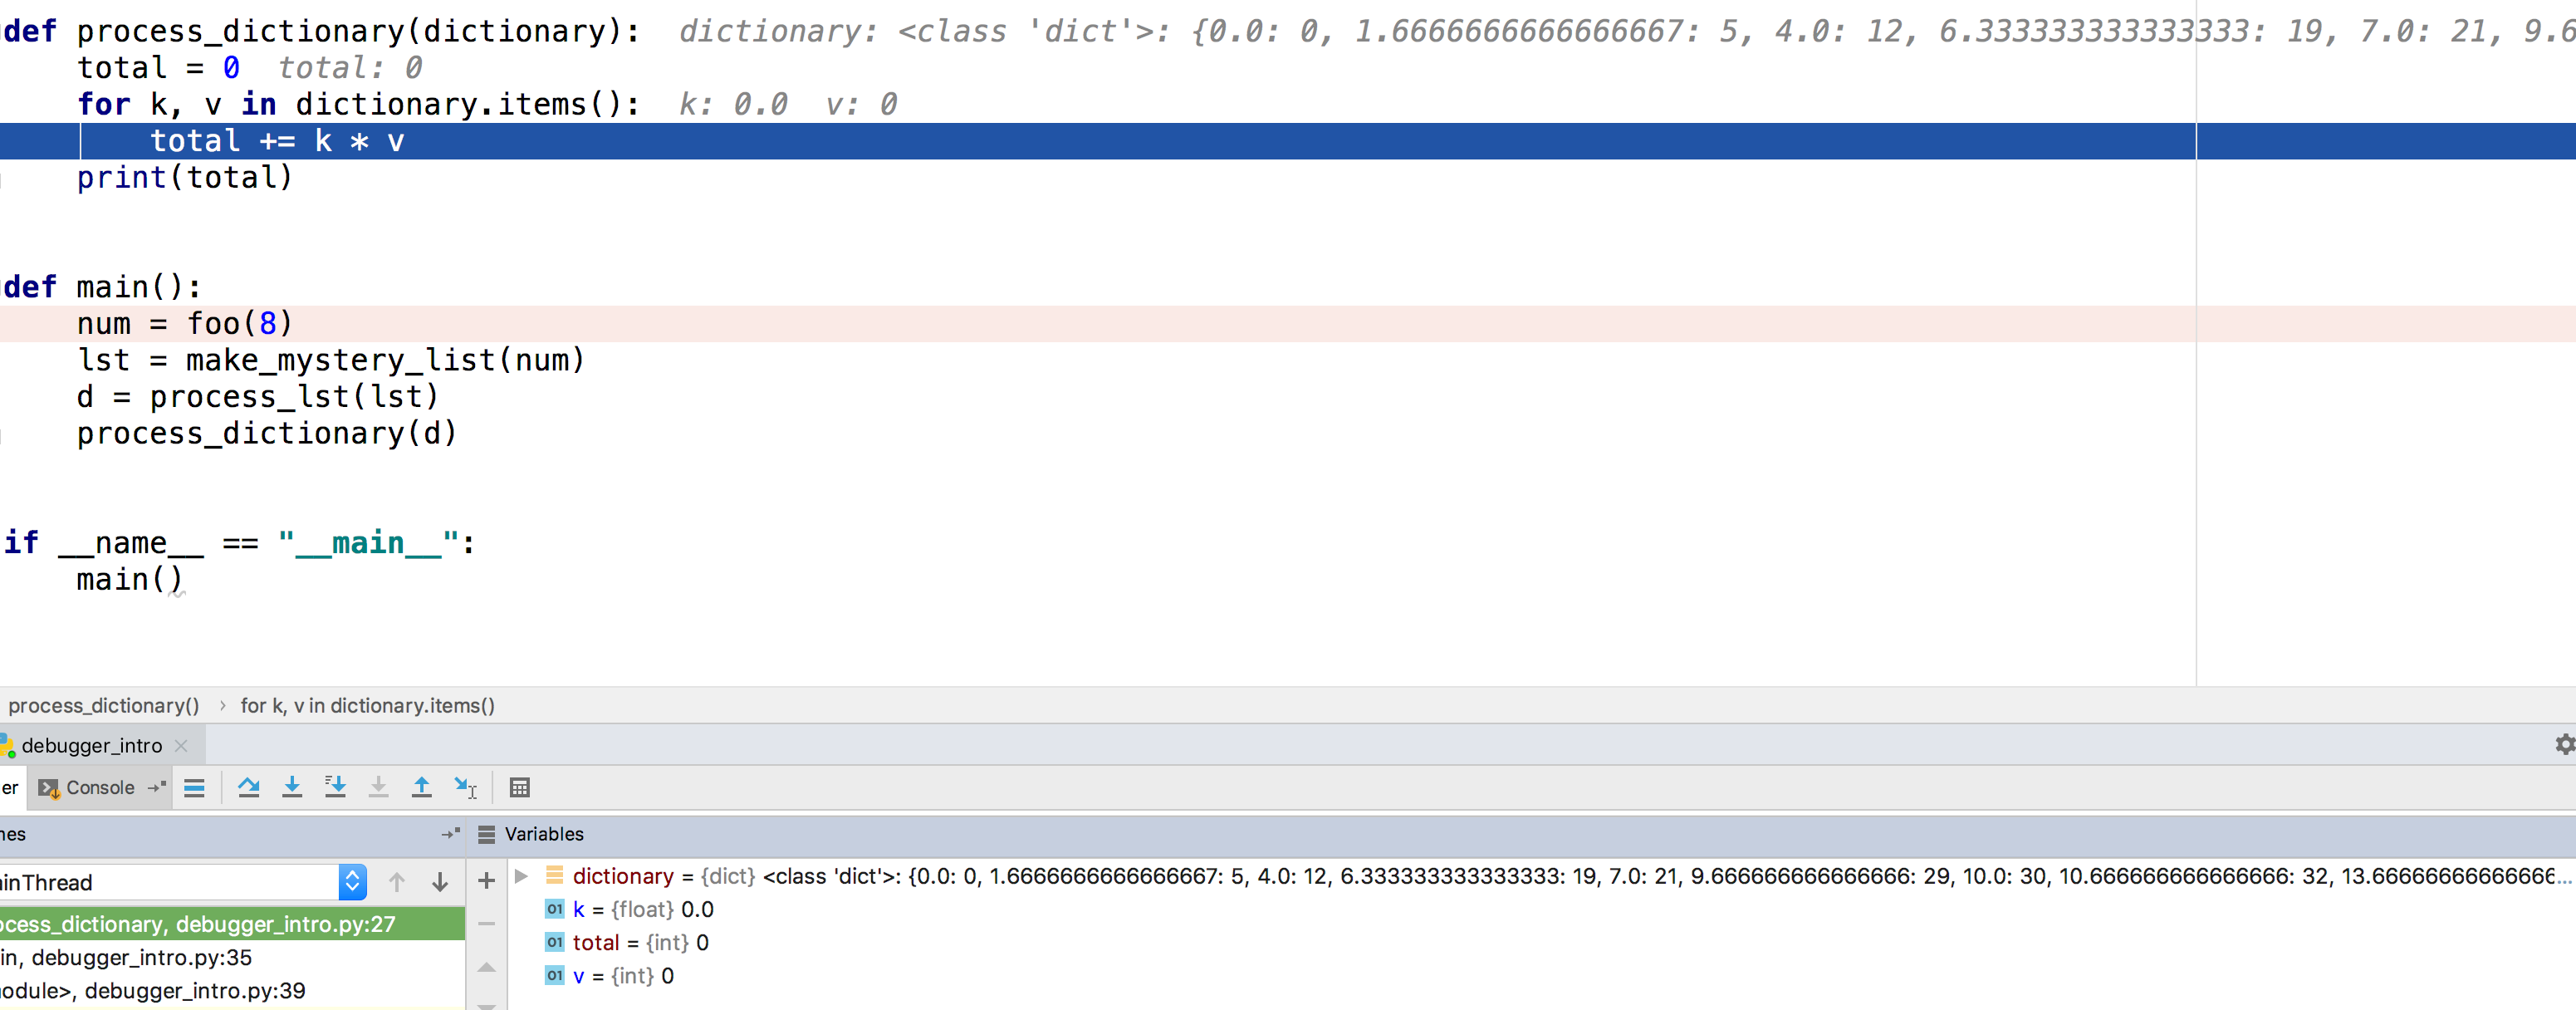 def process_dictionary(dictionary):  dictionary: <class 'dict'>: {0.0: 0, 1.6666666666666667: 5, 4.0: 12, 6.333333333333333: 19, 7.0: 21, 9.6
total = 0  total: 0
for k, v in dictionary.items():  k: 0.0  v: 0
total += k * v
print(total)
def main():
num = foo(8)
lst = make_mystery_list(num)
d = process_lst(lst)
process_dictionary(d)
if __name__ == "__main__":
main()
process_dictionary() › for k, v in dictionary.items()
debugger_intro
er Console
nes Variables
inThread
dictionary = {dict} <class 'dict'>: {0.0: 0, 1.6666666666666667: 5, 4.0: 12, 6.333333333333333: 19, 7.0: 21, 9.666666666666666: 29, 10.0: 30, 10.666666666666666: 32, 13.66666666666666...
k = {float} 0.0
ocess_dictionary, debugger_intro.py:27
total = {int} 0
in, debugger_intro.py:35
v = {int} 0
odule>, debugger_intro.py:39